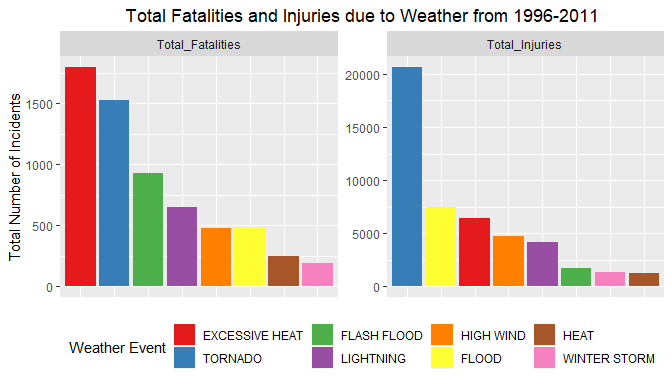 Total Fatalities and Injuries due to Weather from 1996-2011
Total_Fatalities
Total_Injuries
Total Number of Incidents
1500
1000
500
0
20000
15000
10000
5000
0
Weather Event
EXCESSIVE HEAT
FLASH FLOOD
HIGH WIND
HEAT
TORNADO
LIGHTNING
FLOOD
WINTER STORM